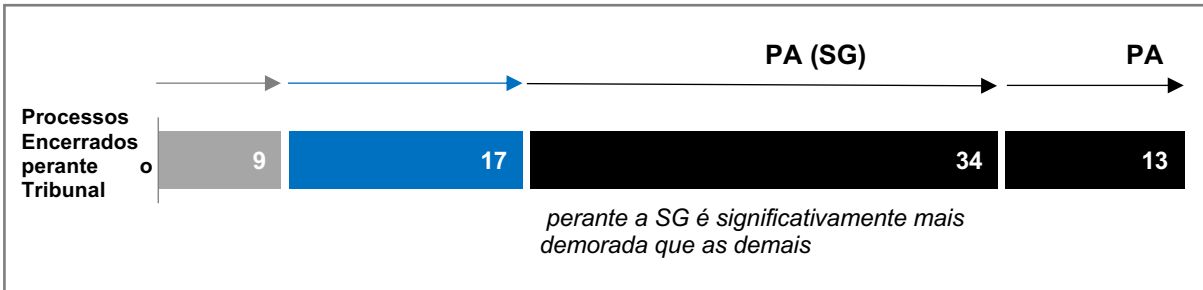 PA (SG) PA
Processos
Encerrados
perante o
Tribunal
9 17 34 13
perante a SG é significativamente mais
demorada que as demais